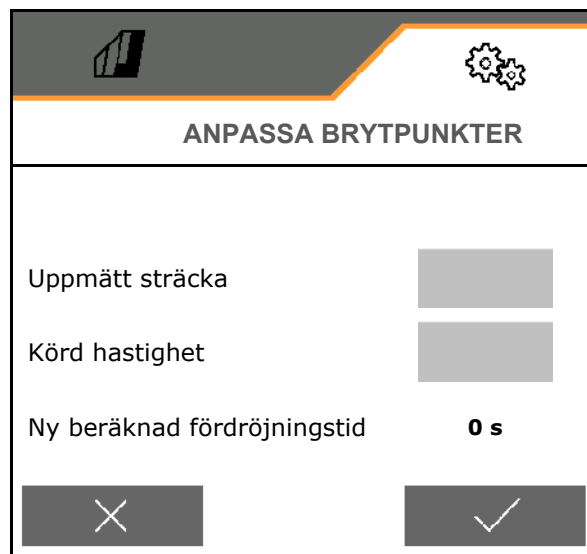 ANPASSA BRYTPUNKTER
Uppmätt sträcka
Körd hastighet
Ny beräknad fördröjningstid 0 s